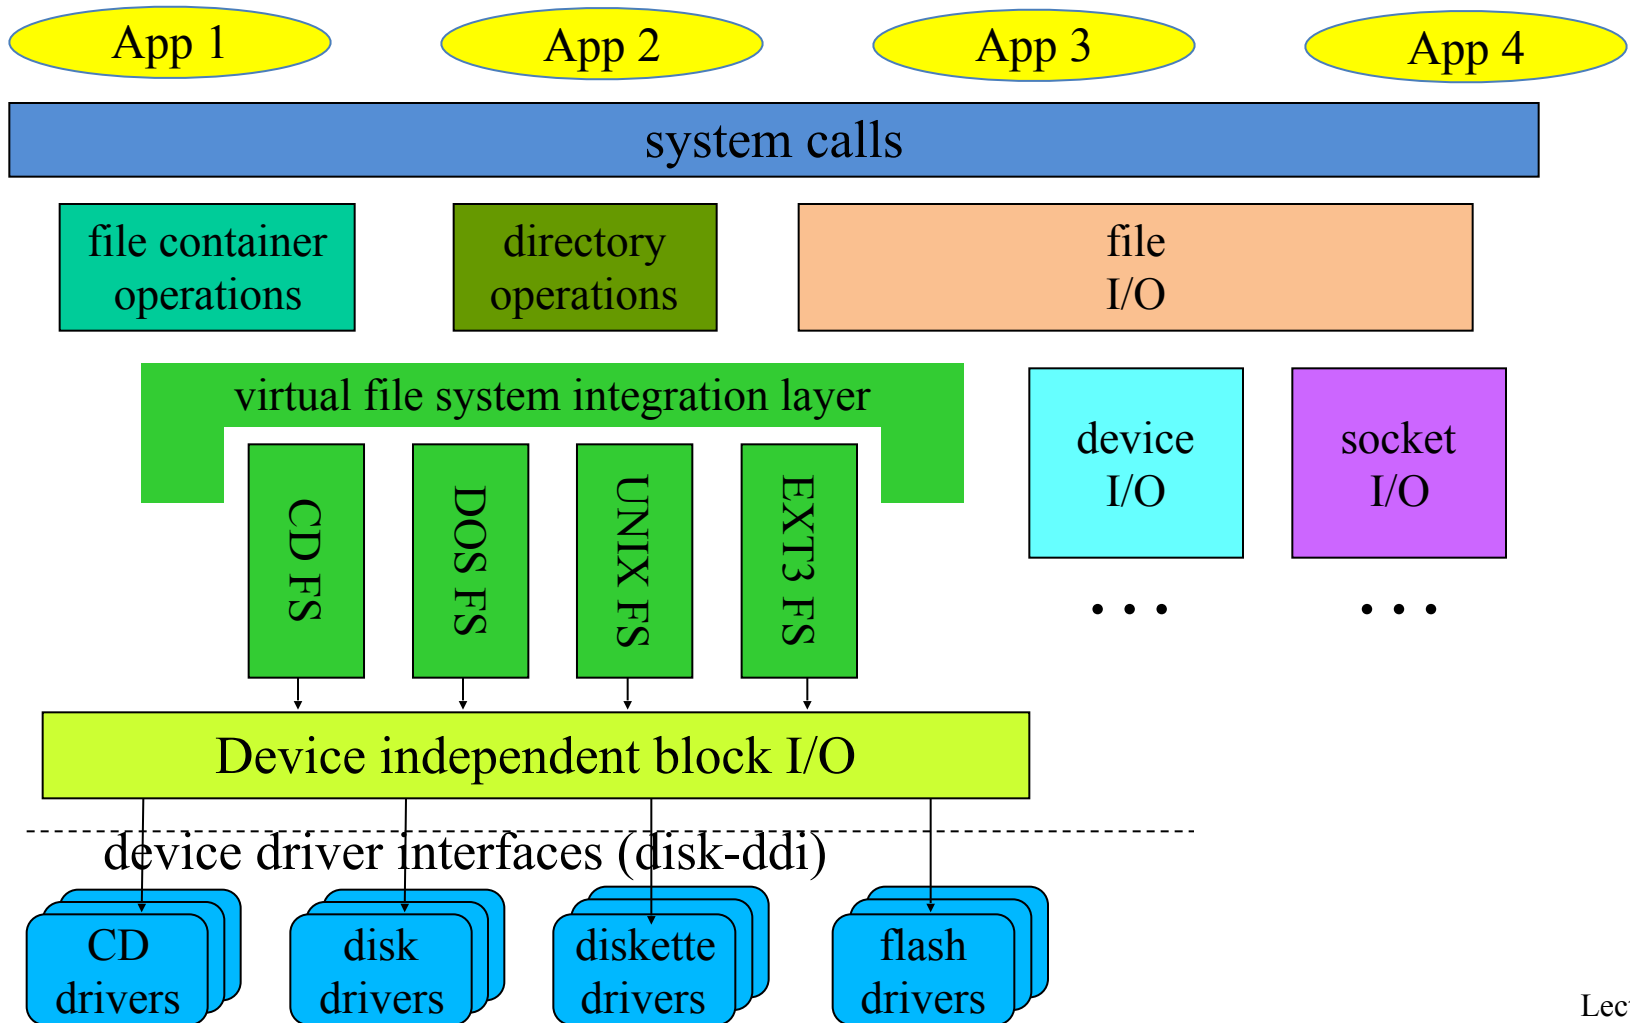 App 1
App 2
App 3
App 4
system calls
file container
operations
directory
operations
file
I/O
virtual file system integration layer
device
I/O
socket
I/O
CD FS
DOS FS
UNIX FS
EXT3 FS
. . .
. . .
Device independent block I/O
device driver interfaces (disk-ddi)
CD
drivers
disk
drivers
diskette
drivers
flash
drivers